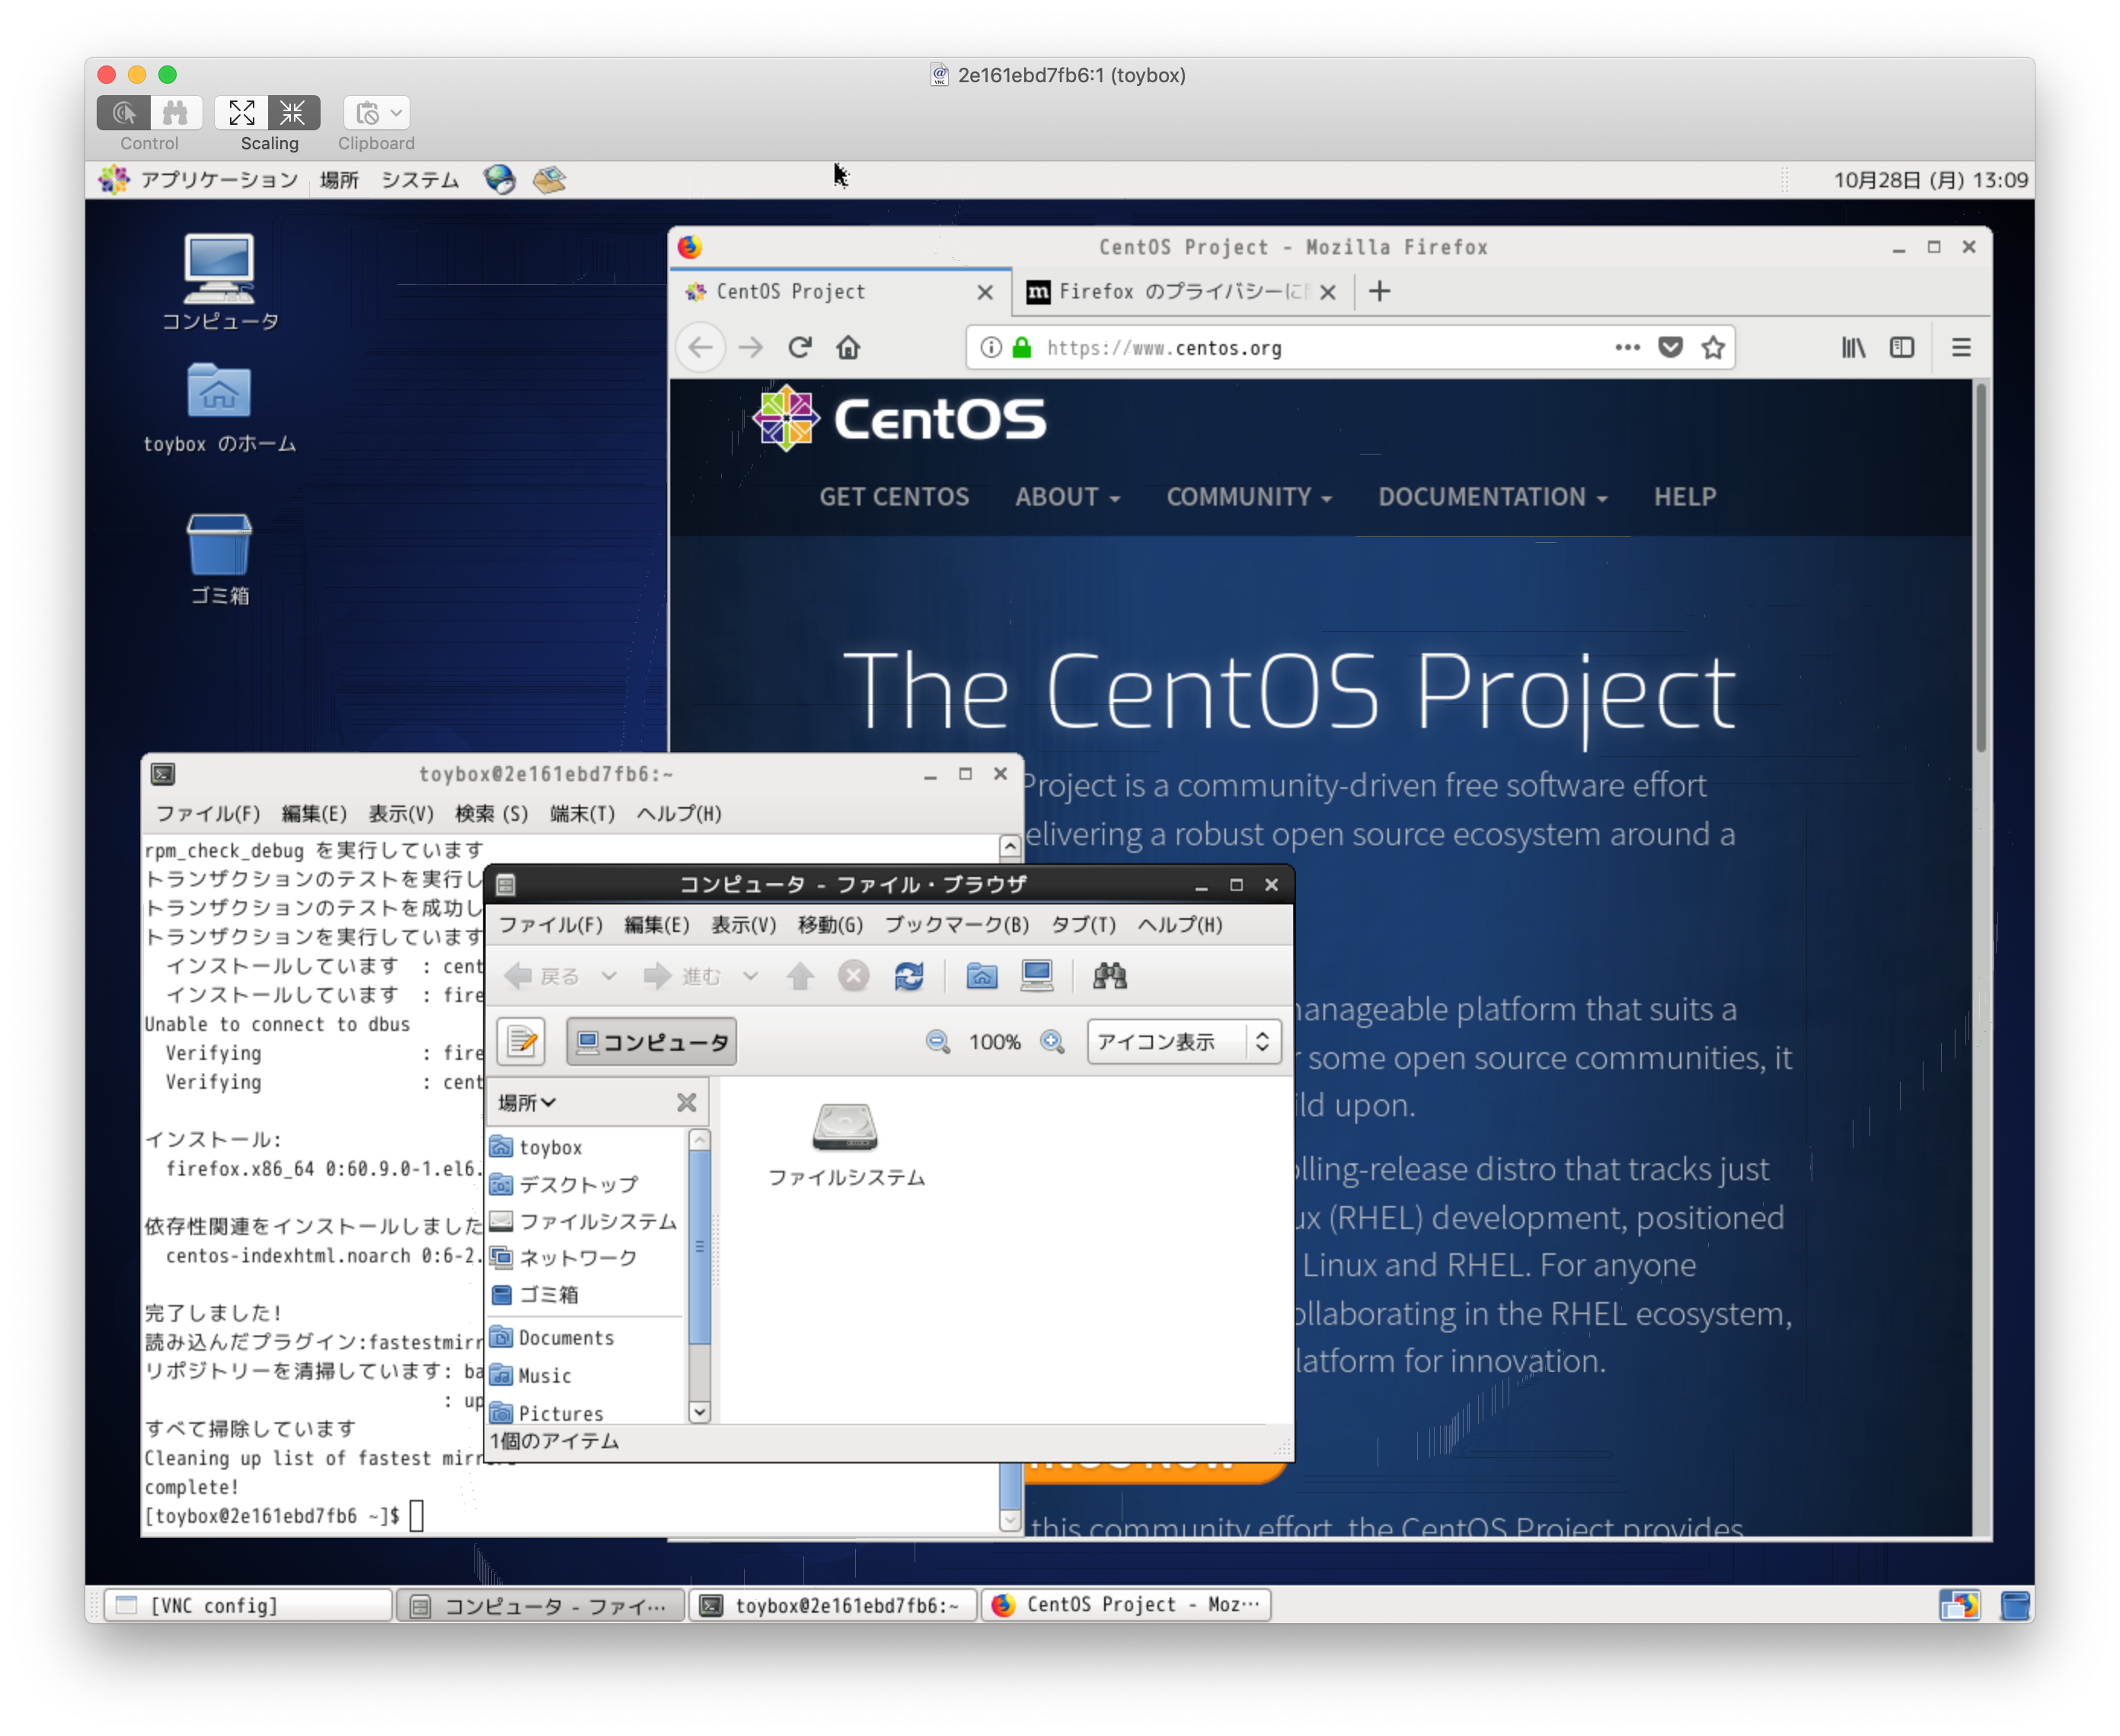 2e161ebd7fb6:1 (toybox)
Control
Scaling
Clipboard
アプリケーション 場所 システム
10月28日 (月) 13:09
コンピュータ
toybox のホーム
ゴミ箱
CentOS Project - Mozilla Firefox
CentOS Project
Firefox のプライバシーに
https://www.centos.org
CentOS
GET CENTOS ABOUT COMMUNITY DOCUMENTATION HELP
The CentOS Project
Project is a community-driven free software effort
elivering a robust open source ecosystem around a
anageable platform that suits a
some open source communities, it
ild upon.
olling-release distro that tracks just
ux (RHEL) development, positioned
Linux and RHEL. For anyone
ollaborating in the RHEL ecosystem,
latform for innovation.
this community effort, the CentOS Project provides
toybox@2e161ebd7fb6:~
ファイル(F) 編集(E) 表示(V) 検索 (S) 端末(T) ヘルプ(H)
rpm_check_debug を実行しています
トランザクションのテストを実行し
トランザクションのテストを成功し
トランザクションを実行しています
インストールしています : cent
インストールしています : fire
Unable to connect to dbus
Verifying : fire
Verifying : cent
インストール:
firefox.x86_64 0:60.9.0-1.el6.
依存性関連をインストールしました
centos-indexhtml.noarch 0:6-2.
完了しました!
読み込んだプラグイン:fastestmirr
リポジトリーを清掃しています: ba
: up
すべて掃除しています
Cleaning up list of fastest mirrors
complete!
[toybox@2e161ebd7fb6 ~]$
コンピュータ - ファイル・ブラウザ
ファイル(F) 編集(E) 表示(V) 移動(G) ブックマーク(B) タブ(T) ヘルプ(H)
戻る 進む
コンピュータ 100% アイコン表示
場所
toybox
デスクトップ
ファイルシステム
ネットワーク
ゴミ箱
Documents
Music
Pictures
ファイルシステム
1個のアイテム
[VNC config]
コンピュータ - ファイ…
toybox@2e161ebd7fb6:~
CentOS Project - Moz…